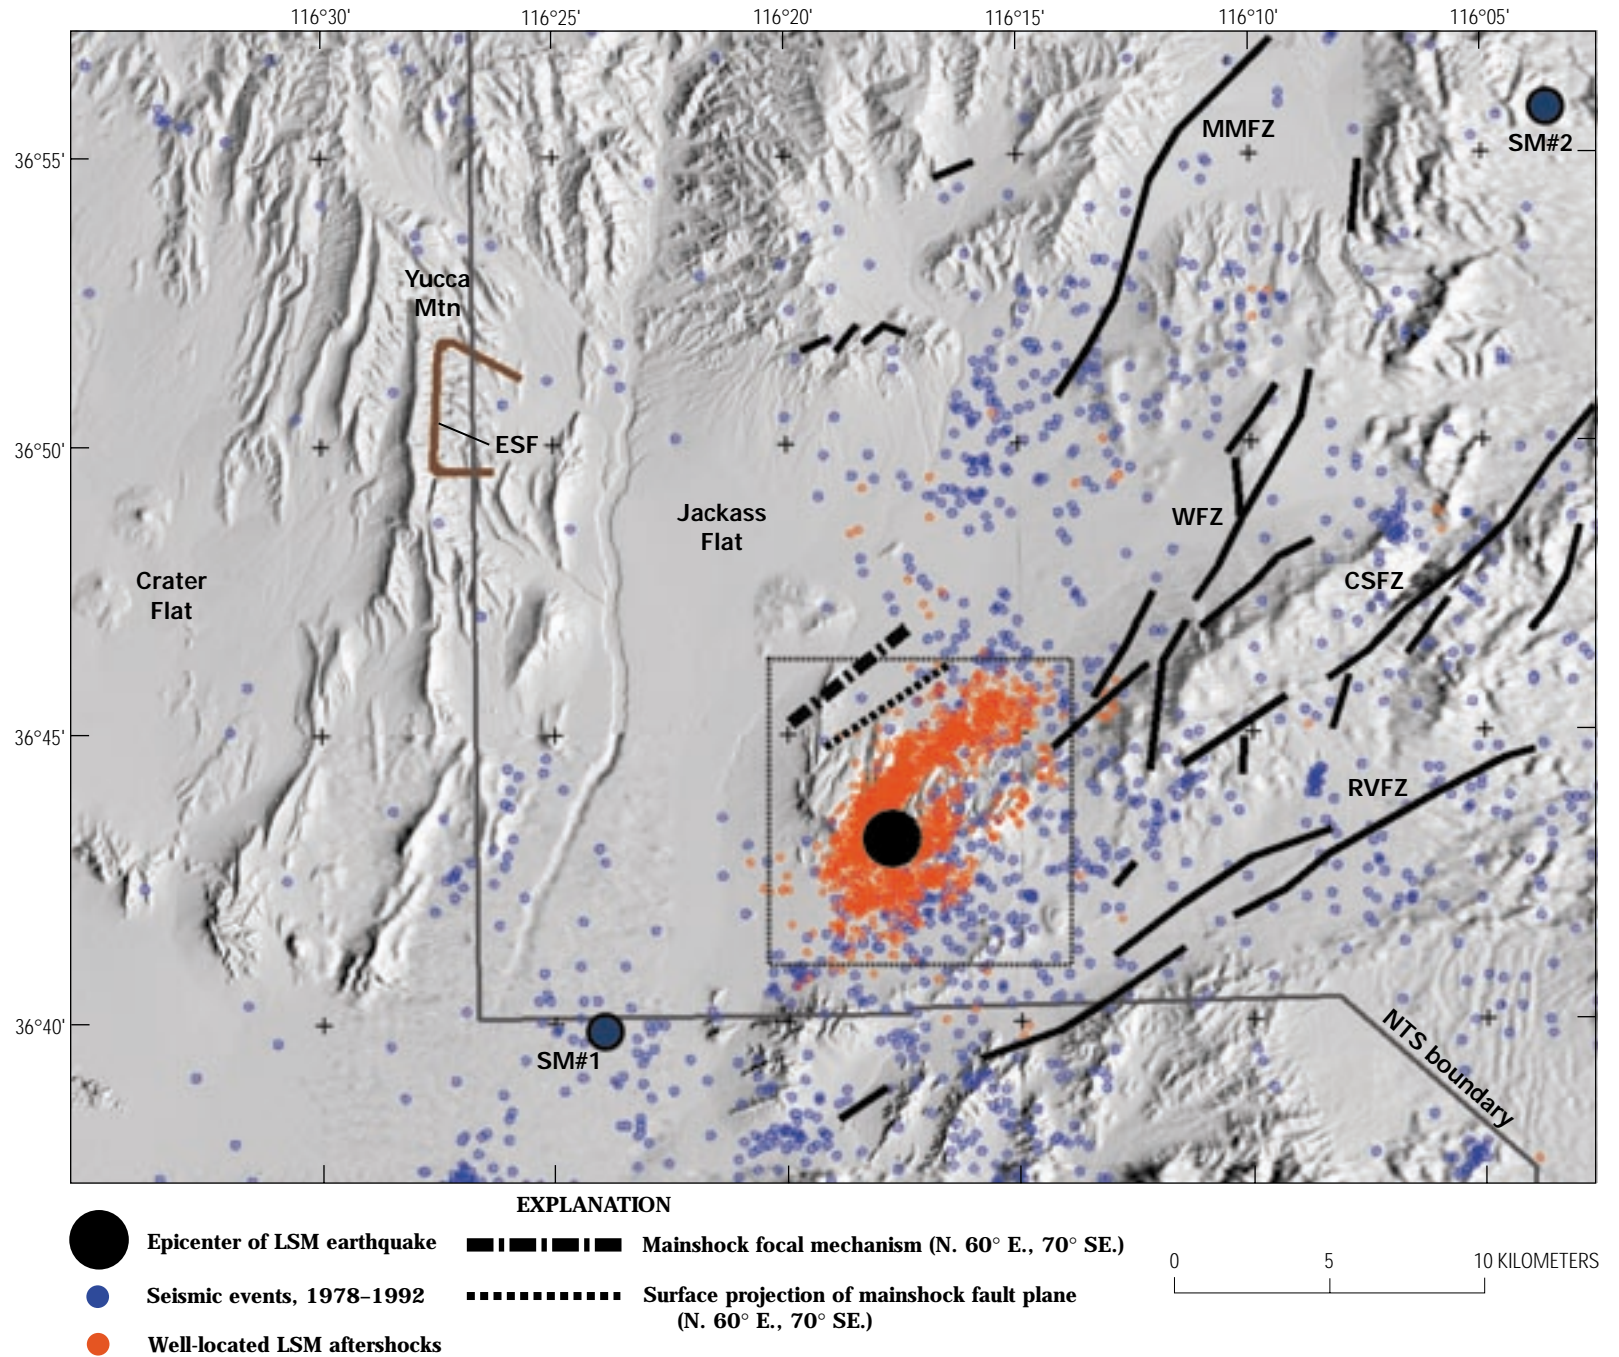 116°30' 116°25' 116°20' 116°15' 116°10' 116°05'
MMFZ
SM#2
36°55'
Yucca
Mtn
ESF
36°50'
Jackass
Flat
WFZ
Crater
Flat
CSFZ
36°45'
RVFZ
36°40'
SM#1
NTS boundary
EXPLANATION
Epicenter of LSM earthquake
Mainshock focal mechanism (N. 60° E., 70° SE.)
0 5 10 KILOMETERS
Seismic events, 1978–1992
Surface projection of mainshock fault plane
(N. 60° E., 70° SE.)
Well-located LSM aftershocks